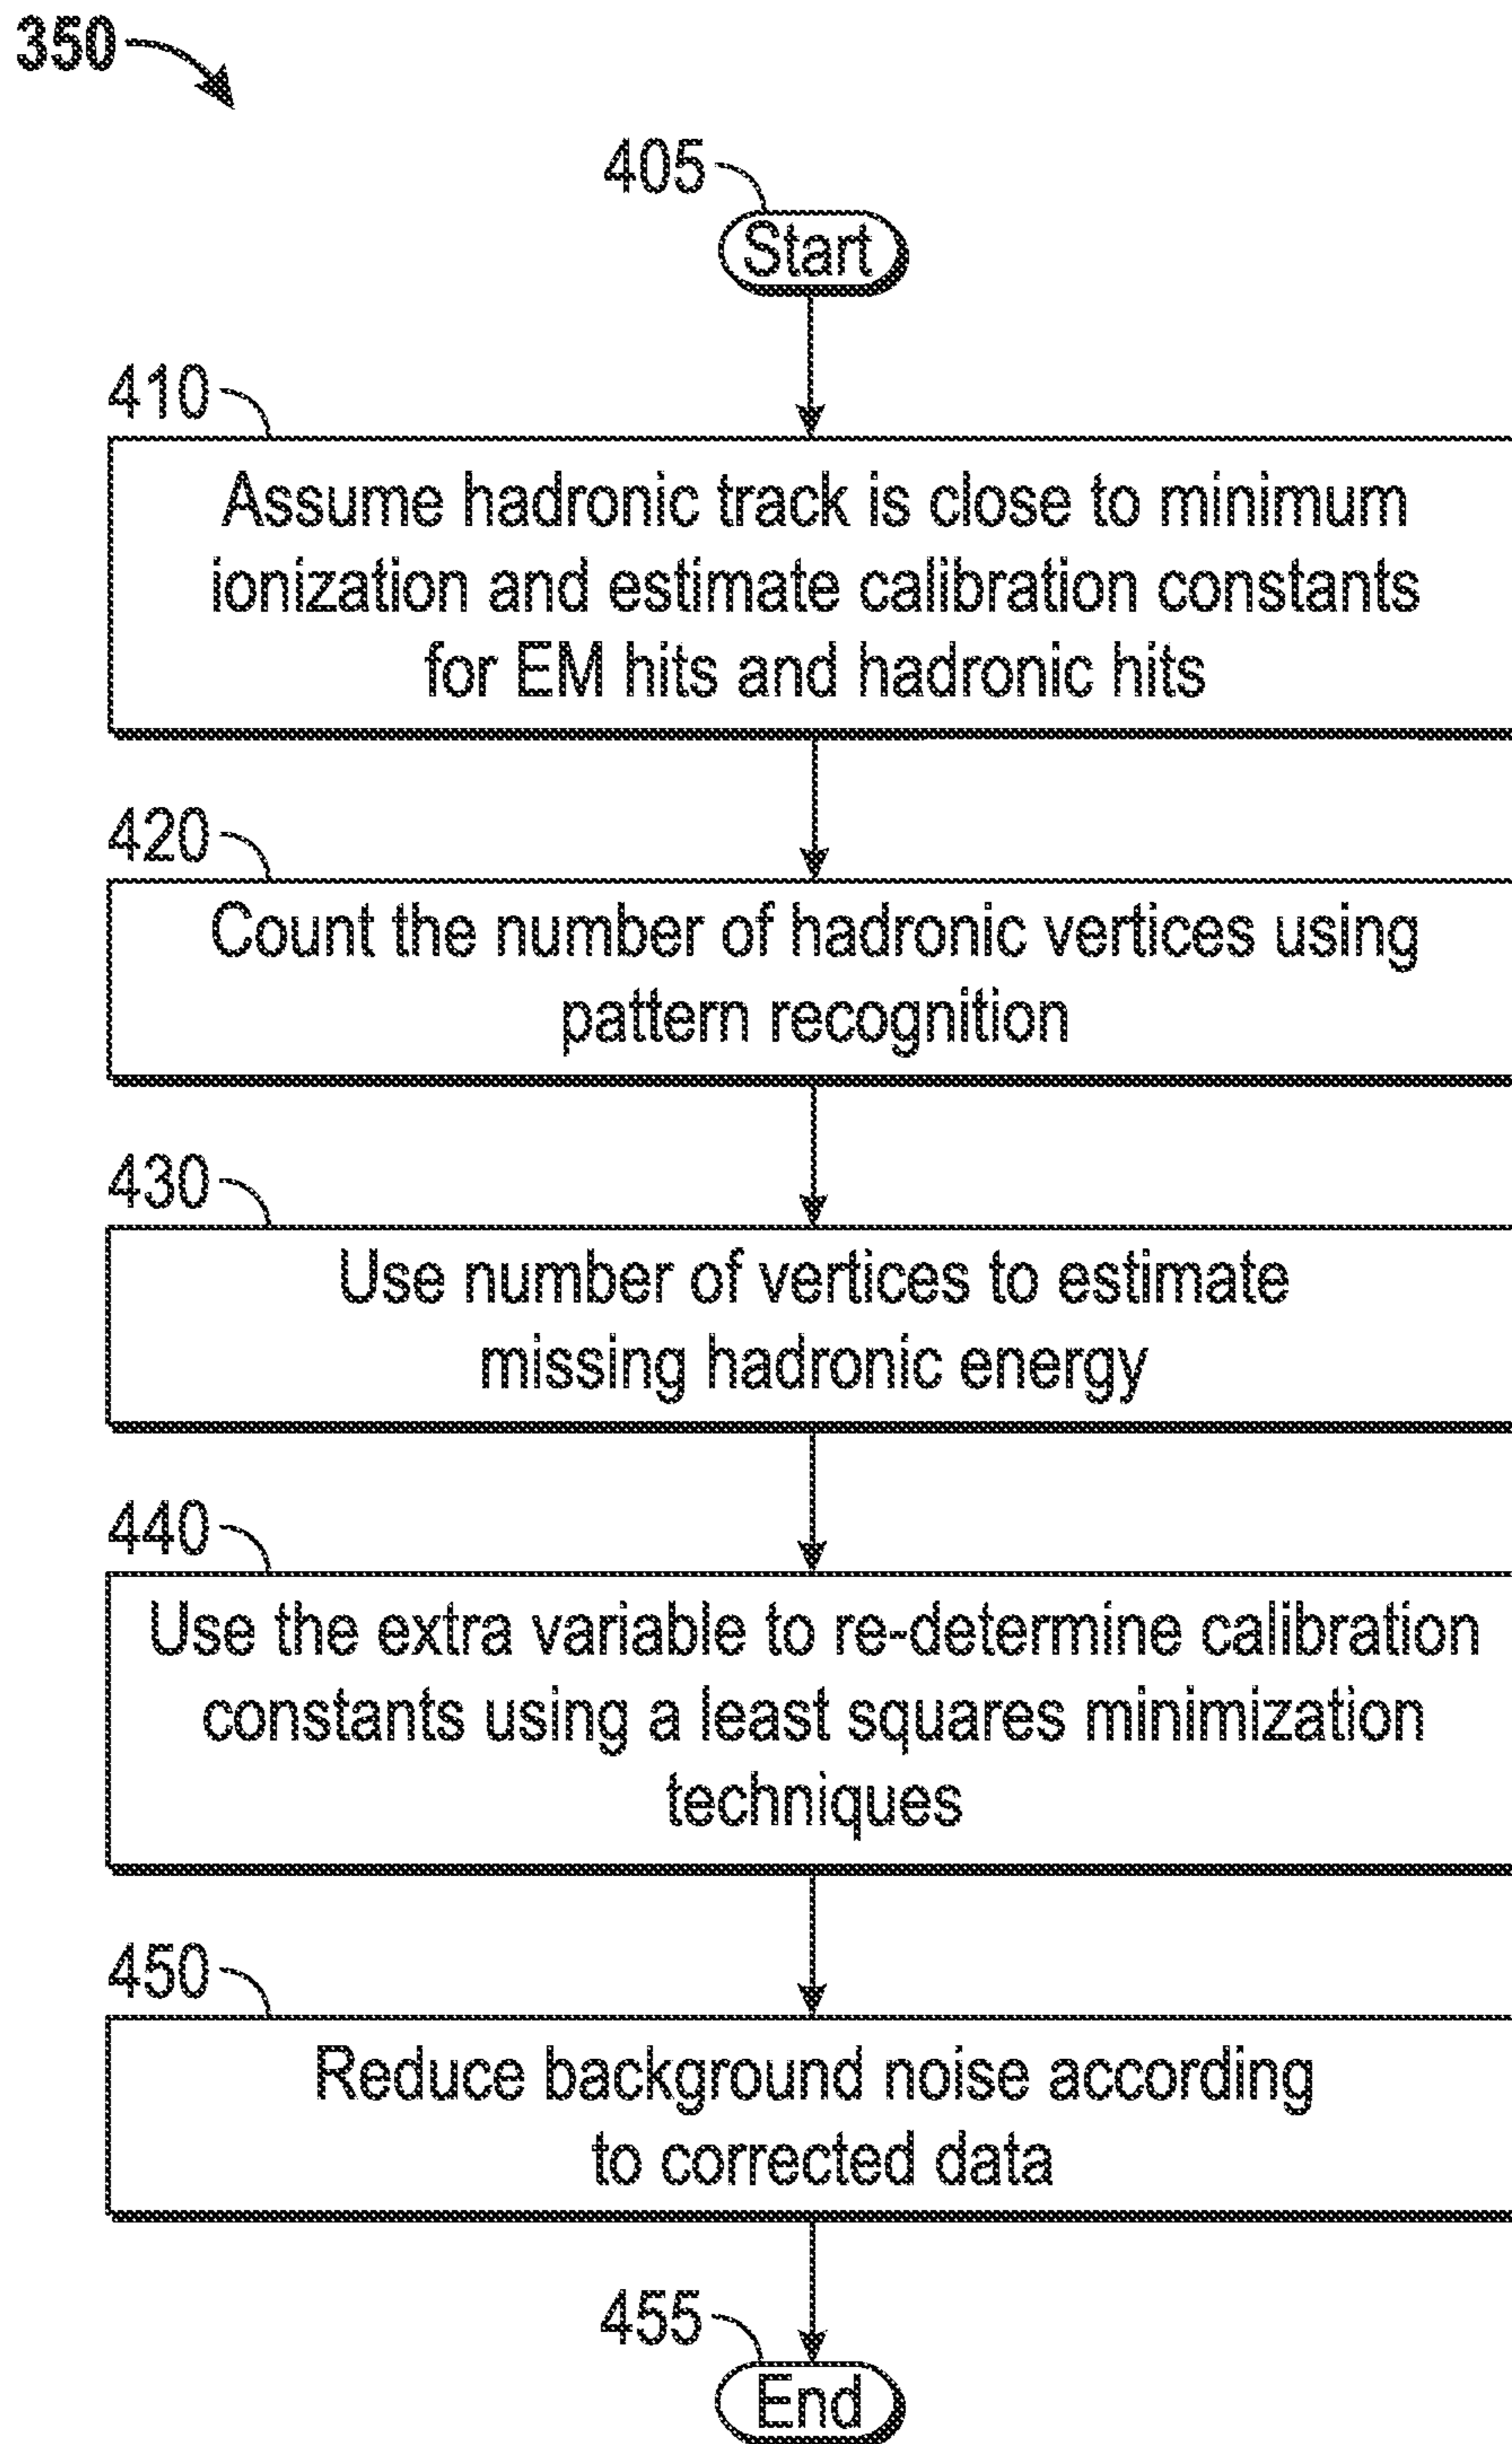 350
405
Start
410
Assume hadronic track is close to minimum
ionization and estimate calibration constants
for EM hits and hadronic hits
420
Count the number of hadronic vertices using
pattern recognition
430
Use number of vertices to estimate
missing hadronic energy
440
Use the extra variable to re-determine calibration
constants using a least squares minimization
techniques
450
Reduce background noise according
to corrected data
455
End